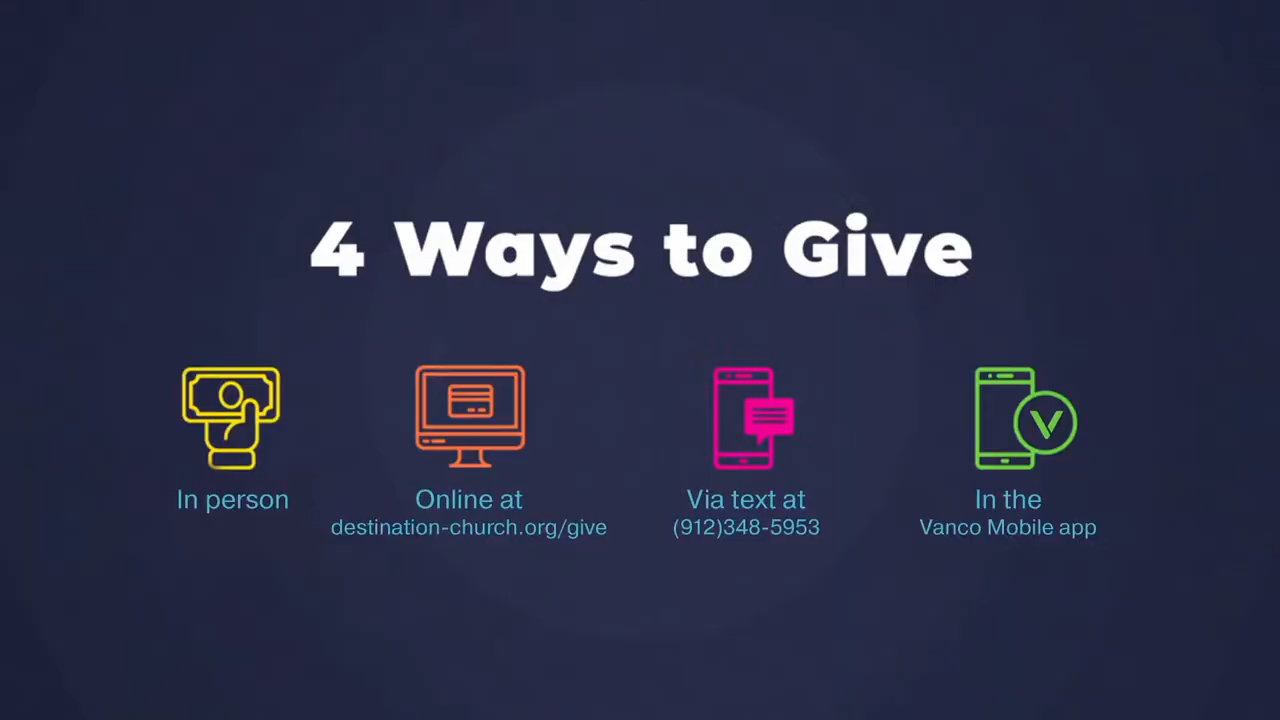 4 Ways to Give
In person
Online at
destination-church.org/give
Via text at
(912)348-5953
In the
Vanco Mobile app